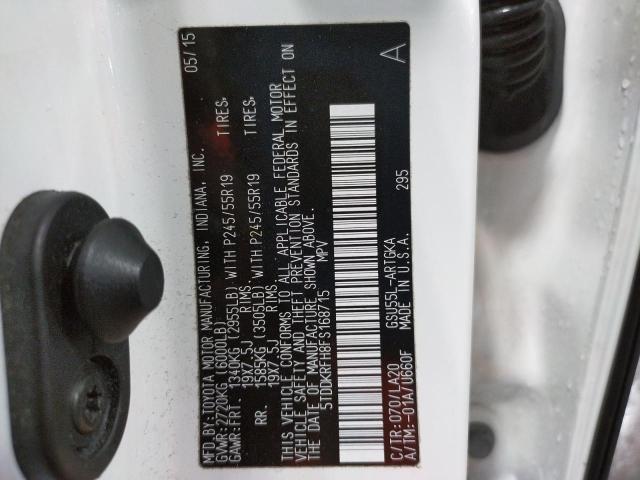 MFD.BY:TOYOTA MOTOR MANUFACTURING, INDIANA, INC. 05/15
GVWR:2720KG (6000LB)
GAWR:FRT. 1340KG (2955LB) WITH P245/55R19 TIRES,
19X7.5J RIMS,
RR. 1585KG (3505LB) WITH P245/55R19 TIRES,
19X7.5J RIMS.
THIS VEHICLE CONFORMS TO ALL APPLICABLE FEDERAL MOTOR
VEHICLE SAFETY AND THEFT PREVENTION STANDARDS IN EFFECT ON
THE DATE OF MANUFACTURE SHOWN ABOVE.
5TDDKRFH8FS168715 MPV
A
GSU55L-ARTGKA 295
C/TR:070/LA20 MADE IN U.S.A.
A/TM:-01A/U660F